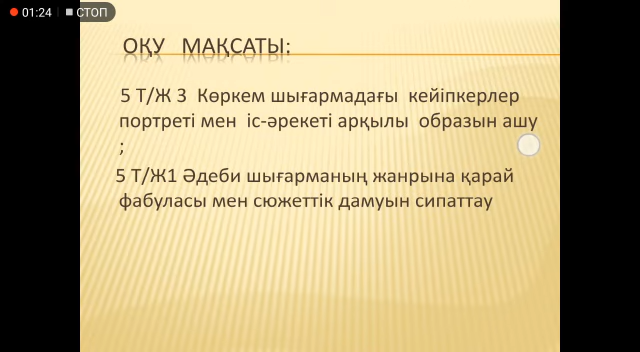 01:24 СТОП
ОҚУ МАҚСАТЫ:
5 Т/Ж 3 Көркем шығармадағы кейіпкерлер
портреті мен іс-әрекеті арқылы образын ашу
;
5 Т/Ж1 Әдеби шығарманың жанрына қарай
фабуласы мен сюжеттік дамуын сипаттау